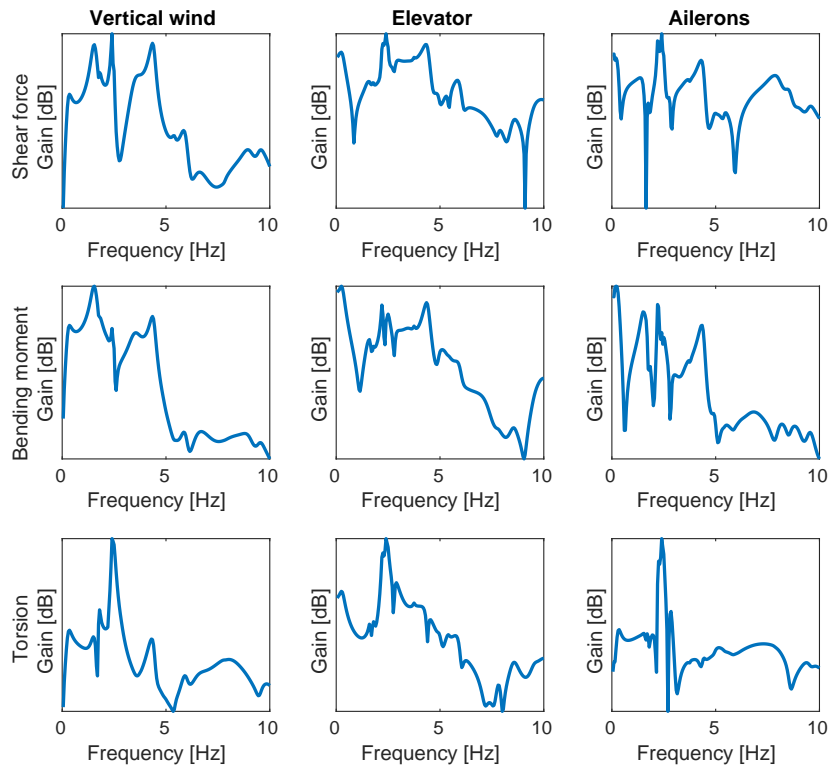 Vertical wind
Elevator
Ailerons
Shear force
Gain [dB]
Gain [dB]
Gain [dB]
0 5 10
0 5 10
0 5 10
Frequency [Hz]
Frequency [Hz]
Frequency [Hz]
Bending moment
Gain [dB]
Gain [dB]
Gain [dB]
0 5 10
0 5 10
0 5 10
Frequency [Hz]
Frequency [Hz]
Frequency [Hz]
Torsion
Gain [dB]
Gain [dB]
Gain [dB]
0 5 10
0 5 10
0 5 10
Frequency [Hz]
Frequency [Hz]
Frequency [Hz]